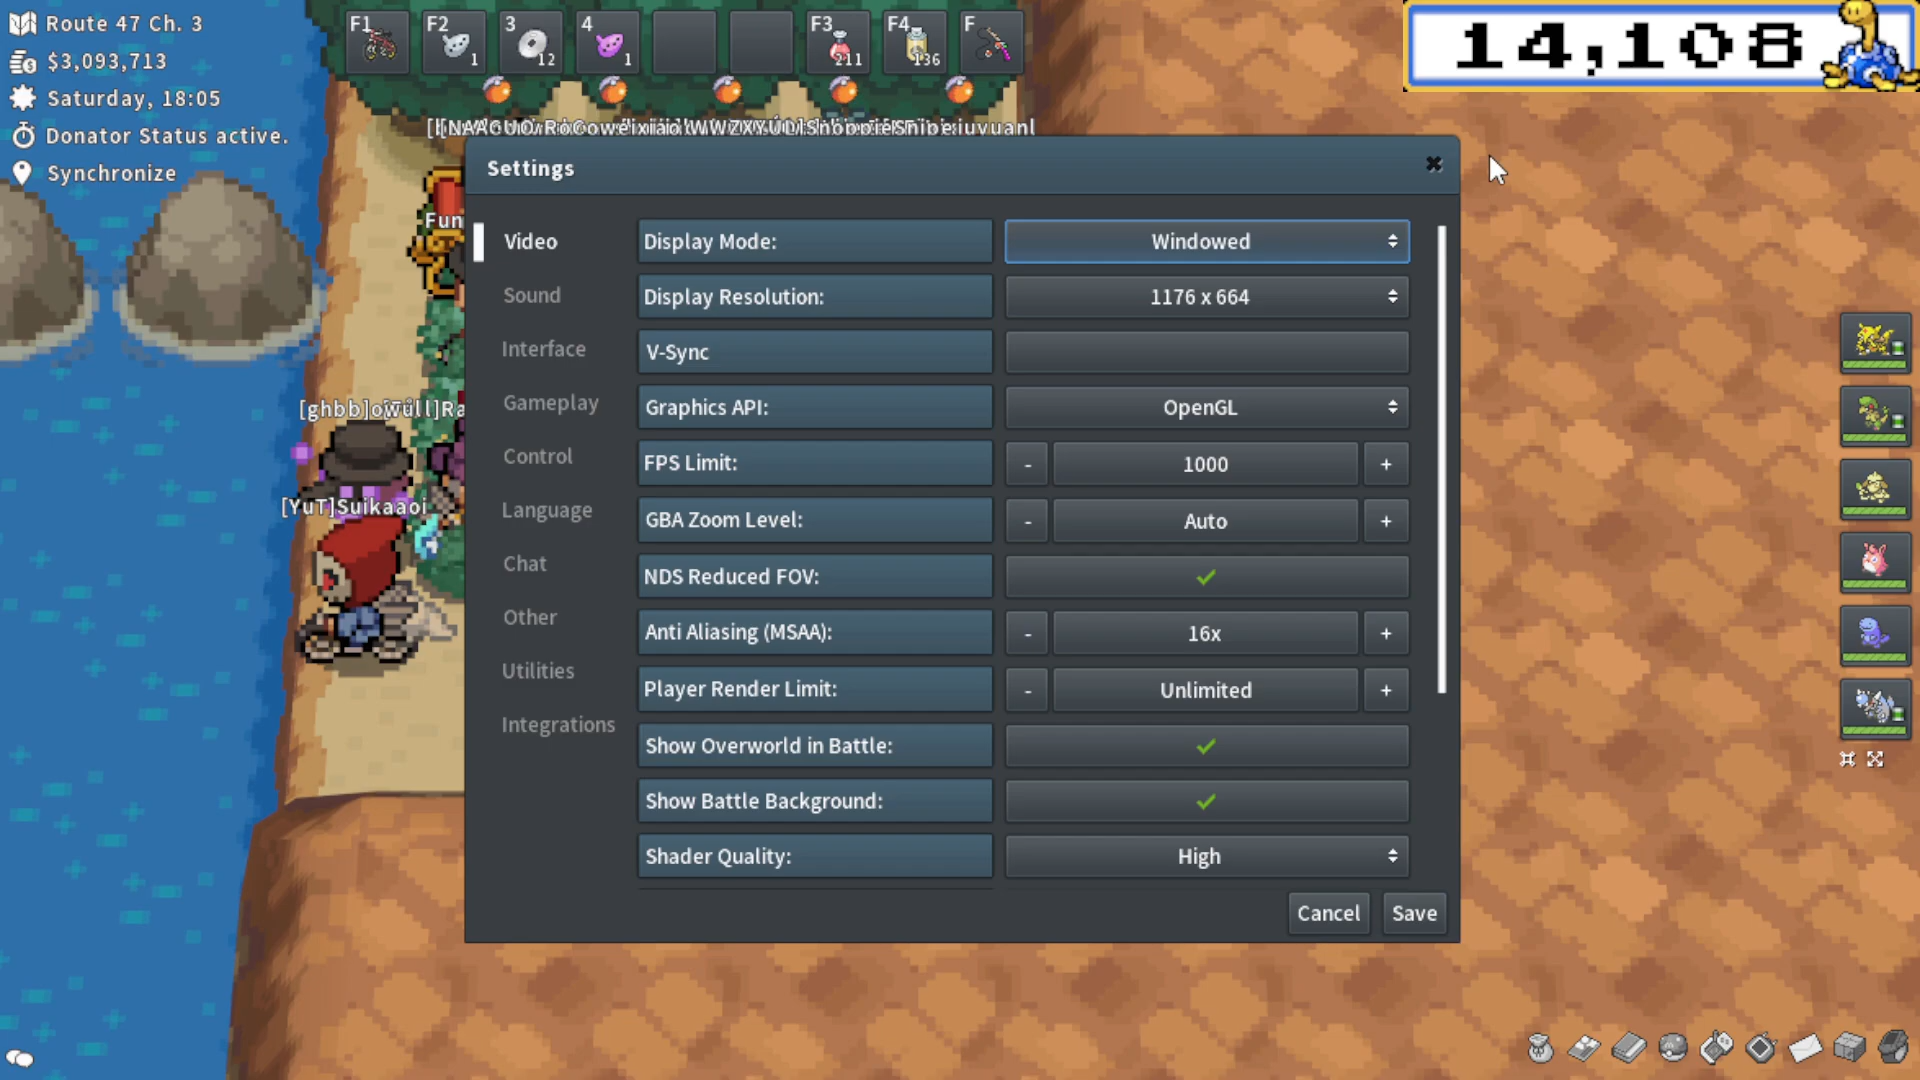 Route 47 Ch. 3
$3,093,713
Saturday, 18:05
Donator Status active.
Synchronize
F1
F2 1
3 12
4 1
F3 211
F4 136
F
14,108
Fun
[YuT]Suikaaoi
Settings
Video
Sound
Interface
Gameplay
Control
Language
Chat
Other
Utilities
Integrations
Display Mode: Windowed
Display Resolution: 1176 x 664
V-Sync
Graphics API: OpenGL
FPS Limit: - 1000 +
GBA Zoom Level: - Auto +
NDS Reduced FOV:
Anti Aliasing (MSAA): - 16x +
Player Render Limit: - Unlimited +
Show Overworld in Battle:
Show Battle Background:
Shader Quality: High
Cancel Save